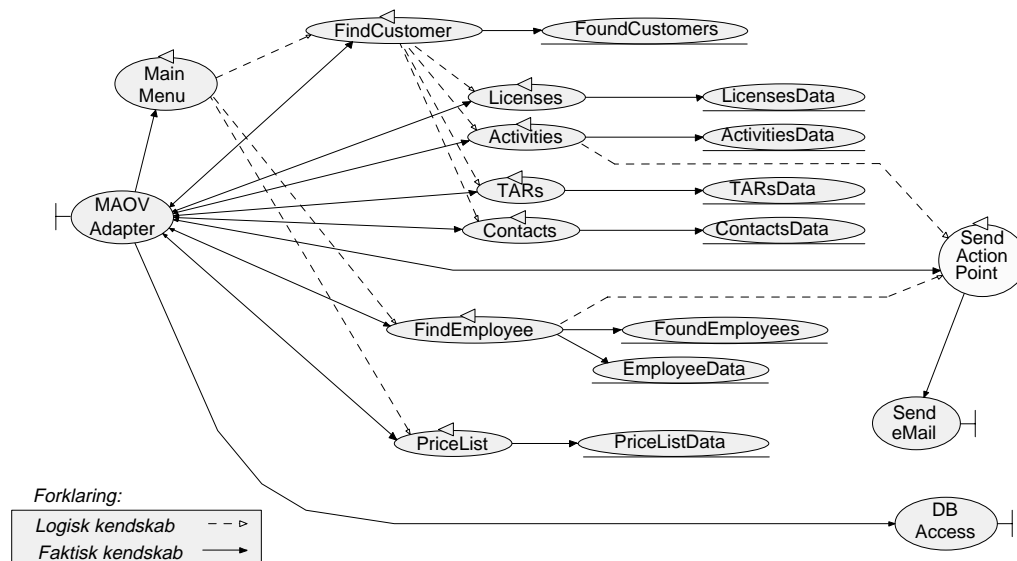 FindCustomer
FoundCustomers
Main
Menu
Licenses
LicensesData
Activities
ActivitiesData
TARs
TARsData
MAOV
Adapter
Contacts
ContactsData
Send
Action
Point
FindEmployee
FoundEmployees
EmployeeData
Send
eMail
PriceList
PriceListData
Forklaring:
Logisk kendskab
Faktisk kendskab
DB
Access